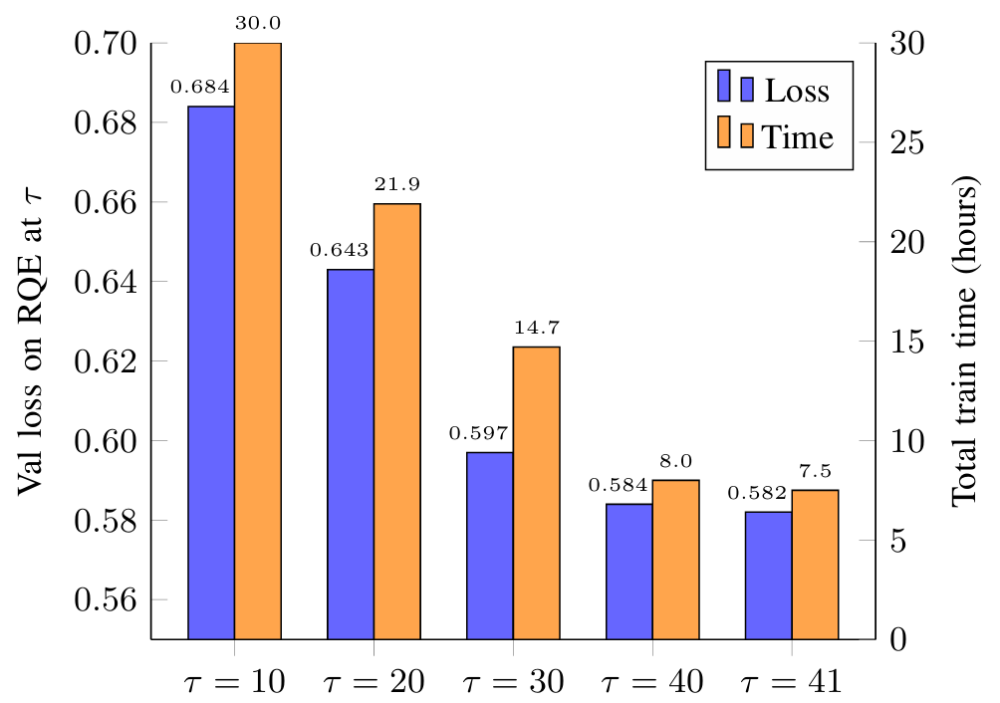 30.0
0.70
30
0.684
Loss
0.68
Time
25
21.9
0.66
20
0.643
0.64
14.7
15
0.62
0.597
0.60
10
8.0
0.584
7.5
0.582
0.58
5
0.56
0
τ = 10
τ = 20
τ = 30
τ = 40
τ = 41
Val loss on RQE at τ
Total train time (hours)